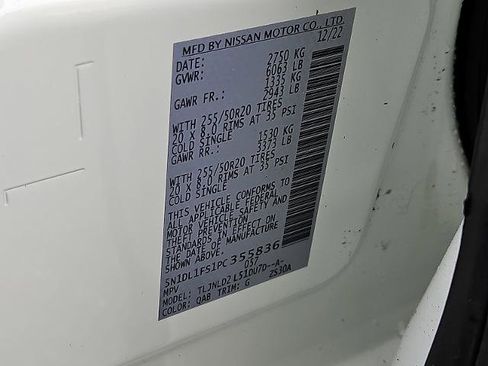 MFD BY NISSAN MOTOR CO., LTD.
DATE: 12/22
GVWR: 2750 KG
6063 LB
GAWR FR.: 1335 KG
2943 LB
WITH 255/50R20 TIRES
20 X 8.0 RIMS AT 35 PSI
COLD SINGLE
GAWR RR.: 1530 KG
3373 LB
WITH 255/50R20 TIRES
20 X 8.0 RIMS AT 35 PSI
COLD SINGLE
THIS VEHICLE CONFORMS TO
ALL APPLICABLE FEDERAL
MOTOR VEHICLE SAFETY AND
THEFT PREVENTION
STANDARDS IN EFFECT ON
THE DATE OF MANUFACTURE
SHOWN ABOVE.
5N1DL1FS1PC355836
MPV 057
MODEL: TLJNLD2 L51DU7D--A-
COLOR: QAB TRIM: G ZS30A